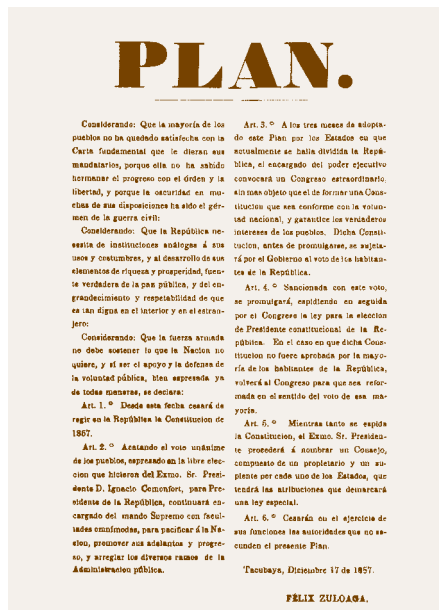 PLAN.
Considerando: Que la mayoría de los
pueblos no ha quedado satisfecha con la
Carta fundamental que le dieran sus
mandatarios, porque ella no ha sabido
hermanar el progreso con el órden y la
libertad, y porque la oscuridad en mu-
chas de sus disposiciones ha sido el gér-
men de la guerra civil:
Considerando: Que la República ne-
cesita de instituciones análogas á sus
usos y costumbres, y al desarrollo de sus
elementos de riqueza y prosperidad, fuen-
te verdadera de la paz pública, y del en-
grandecimiento y respetabilidad de que
es tan digna en el interior y en el estran-
jero:
Considerando: Que la fuerza armada
no debe sostener lo que la Nacion no
quiere, y sí ser el apoyo y la defensa de
la voluntad pública, bien espresada ya
de todas maneras, se declara:
Art. 1.º Desde esta fecha cesará de
regir en la República la Constitucion de
1857.
Art. 2.º Acatando el voto unánime
de los pueblos, espresado en la libre elec-
cion que hicieron del Exmo. Sr. Presi-
dente D. Ignacio Comonfort, para Pre-
sidente de la República, continuará en-
cargado del mando Supremo con facul-
tades omnímodas, para pacificar á la Na-
cion, promover sus adelantos y progre-
so, y arreglar los diversos ramos de la
Administracion pública.
Art. 3.º A los tres meses de adopta-
do este Plan por los Estados en que
actualmente se halla dividida la Repú-
blica, el encargado del poder ejecutivo
convocará un Congreso estraordinario,
sin mas objeto que el de formar una Cons-
titucion que sea conforme con la volun-
tad nacional, y garantice los verdaderos
intereses de los pueblos. Dicha Consti-
tucion, antes de promulgarse, se sujeta-
rá por el Gobierno al voto de los habitan-
tes de la República.
Art. 4.º Sancionada con este voto,
se promulgará, espidiendo en seguida
por el Congreso la ley para la eleccion
de Presidente constitucional de la Re-
pública. En el caso en que dicha Cons-
titucion no fuere aprobada por la mayo-
ría de los habitantes de la República,
volverá al Congreso para que sea refor-
mada en el sentido del voto de esa ma-
yoría.
Art. 5.º Mientras tanto se espida
la Constitucion, el Exmo. Sr. Presiden-
te procederá á nombrar un Consejo,
compuesto de un propietario y un su-
plente por cada uno de los Estados, que
tendrá las atribuciones que demarcará
una ley especial.
Art. 6.º Cesarán en el ejercicio de
sus funciones las autoridades que no se-
cunden el presente Plan.
Tacubaya, Diciembre 17 de 1857.
FÉLIX ZULOAGA.